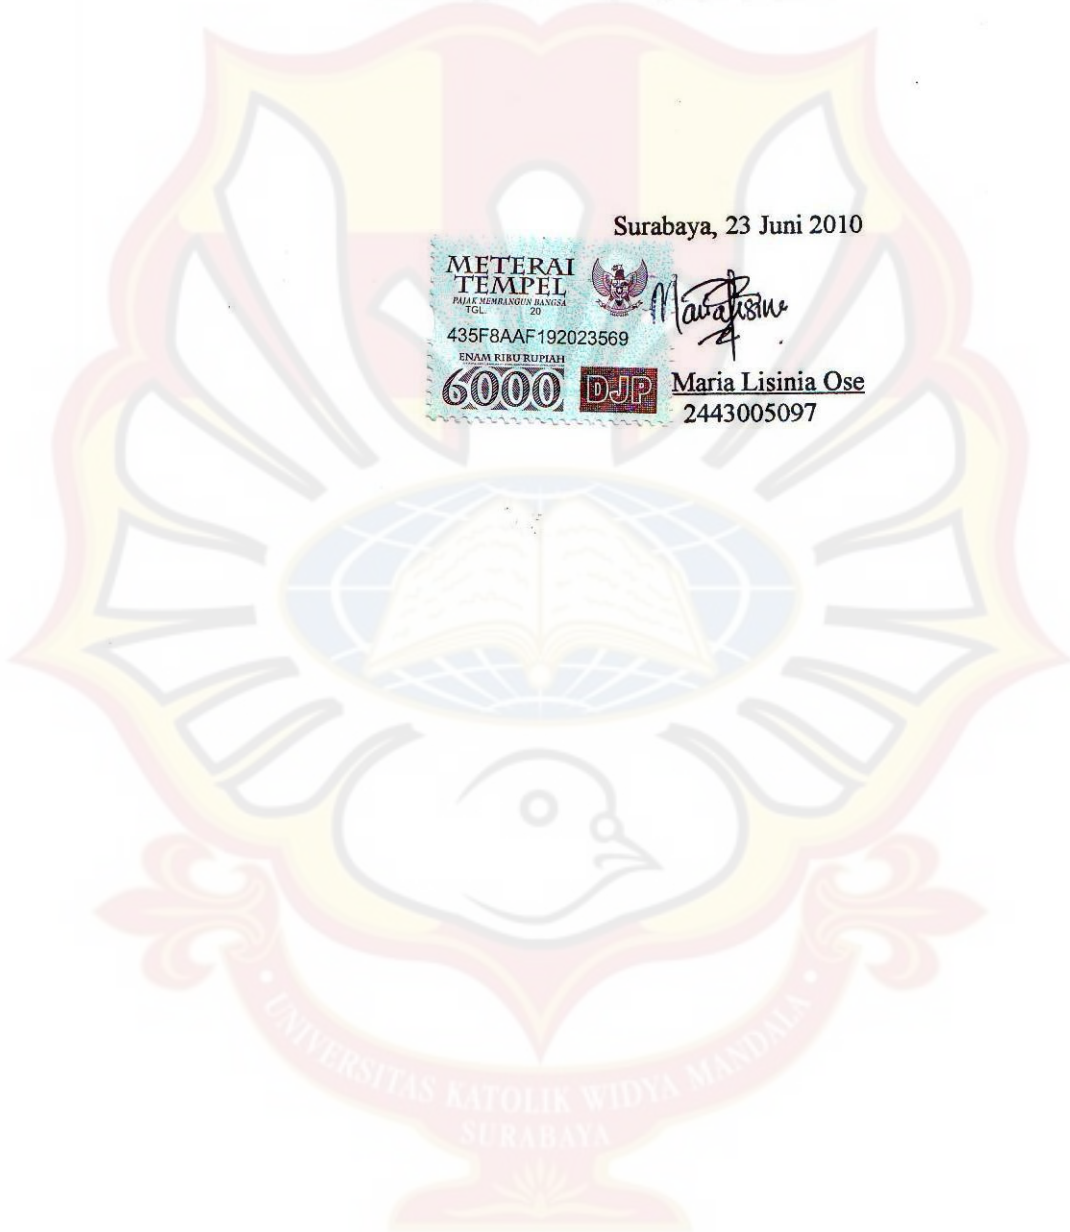 Surabaya, 23 Juni 2010
METERAI
TEMPEL
PAJAK MEMBANGUN BANGSA
TGL. 20
435F8AAF192023569
ENAM RIBU RUPIAH
6000 DJP
Maria Lisinia Ose
2443005097
UNIVERSITAS KATOLIK WIDYA MANDALA
SURABAYA